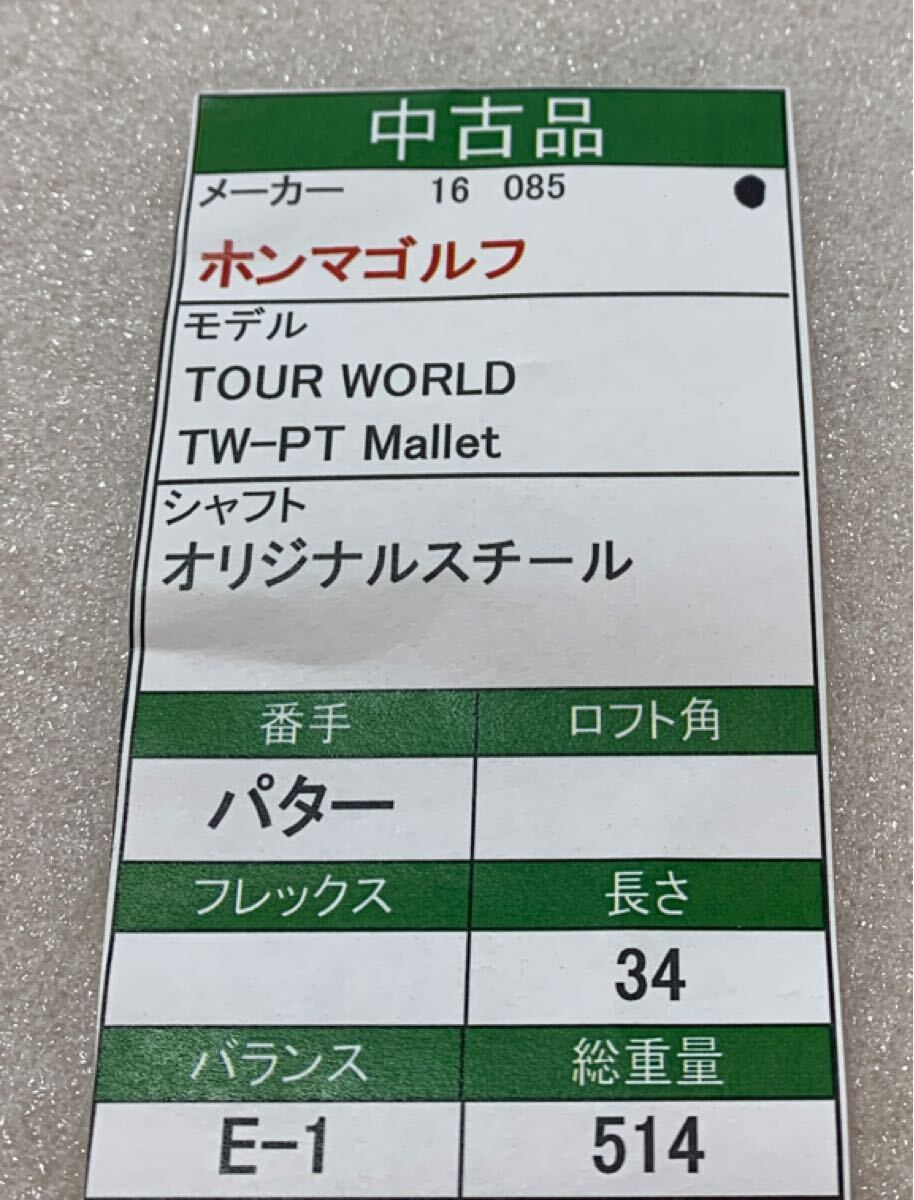 中古品
メーカー 16 085
ホンマゴルフ
モデル
TOUR WORLD
TW-PT Mallet
シャフト
オリジナルスチール
番手 ロフト角
パター
フレックス 長さ
34
バランス 総重量
E-1 514